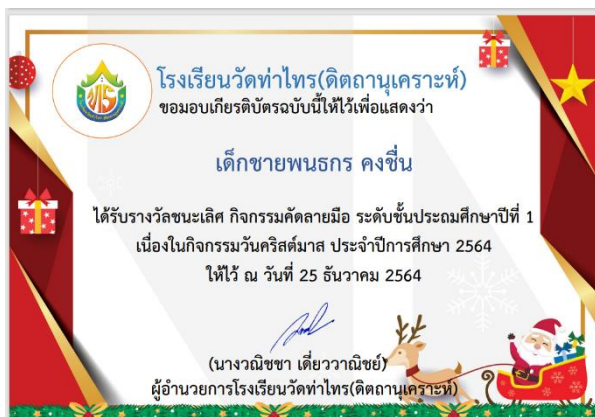 โรงเรียนวัดท่าไทร(ดิตถานุเคราะห์)
ขอมอบเกียรติบัตรฉบับนี้ให้ไว้เพื่อแสดงว่า
เด็กชายพนธกร คงชื่น
ได้รับรางวัลชนะเลิศ กิจกรรมคัดลายมือ ระดับชั้นประถมศึกษาปีที่ 1
เนื่องในกิจกรรมวันคริสต์มาส ประจำปีการศึกษา 2564
ให้ไว้ ณ วันที่ 25 ธันวาคม 2564
(นางวณิชชา เดี่ยววาณิชย์)
ผู้อำนวยการโรงเรียนวัดท่าไทร(ดิตถานุเคราะห์)